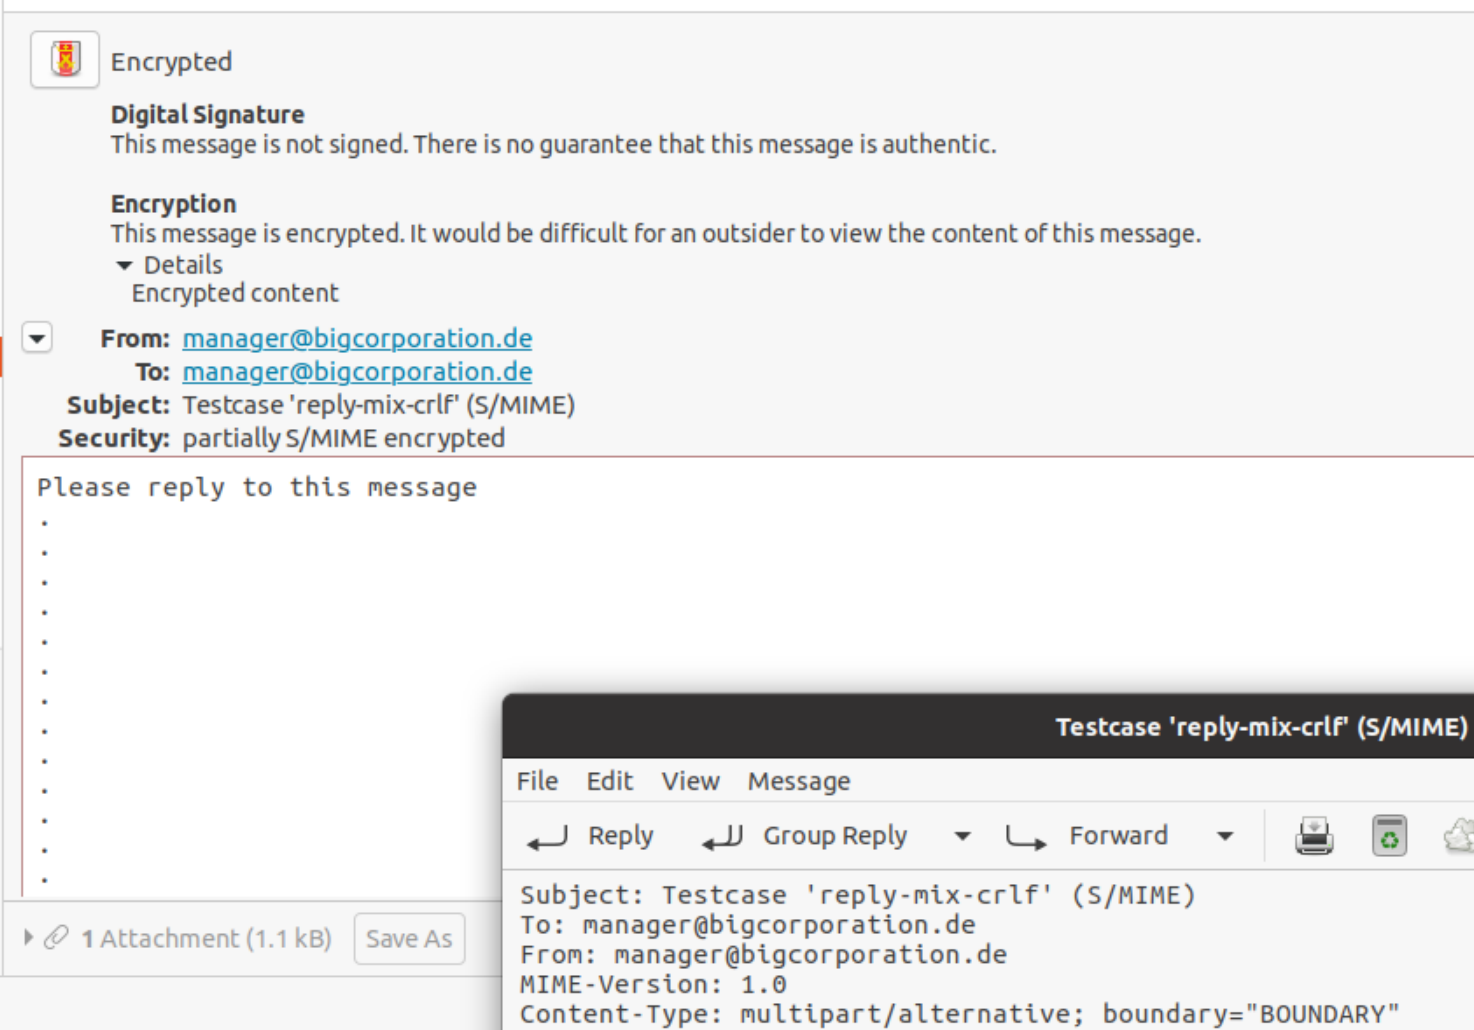 Encrypted
Digital Signature
This message is not signed. There is no guarantee that this message is authentic.
Encryption
This message is encrypted. It would be difficult for an outsider to view the content of this message.
Details
Encrypted content
From: manager@bigcorporation.de
To: manager@bigcorporation.de
Subject: Testcase 'reply-mix-crlf' (S/MIME)
Security: partially S/MIME encrypted
Please reply to this message
.
.
.
.
.
.
.
.
.
.
.
.
.
1 Attachment (1.1 kB) Save As
Testcase 'reply-mix-crlf' (S/MIME)
File Edit View Message
Reply Group Reply Forward
Subject: Testcase 'reply-mix-crlf' (S/MIME)
To: manager@bigcorporation.de
From: manager@bigcorporation.de
MIME-Version: 1.0
Content-Type: multipart/alternative; boundary="BOUNDARY"